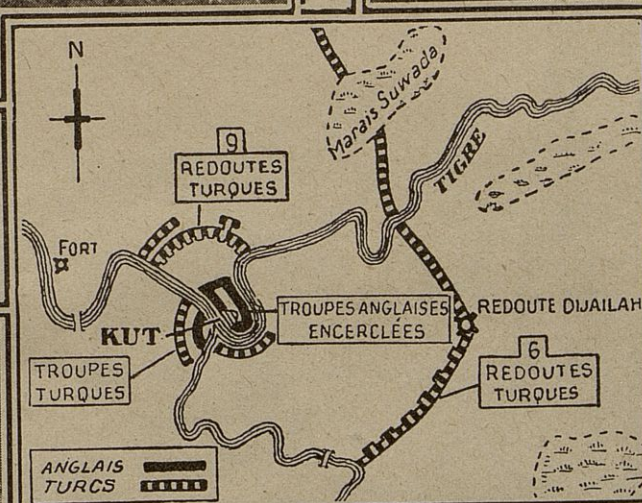 N
Marais Suwada
9
REDOUTES
TURQUES
TIGRE
FORT
TROUPES ANGLAISES
ENCERCLÉES
REDOUTE DIJAILAH
KUT
6
REDOUTES
TURQUES
TROUPES
TURQUES
ANGLAIS
TURCS